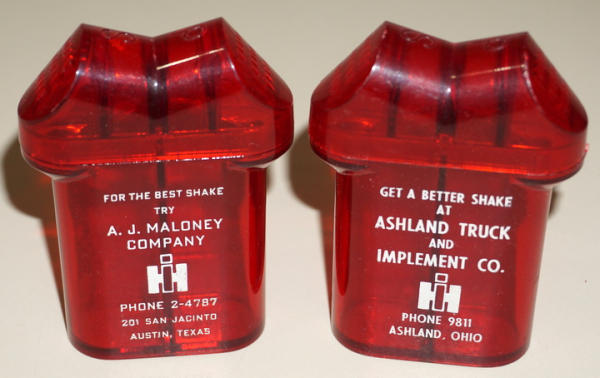 FOR THE BEST SHAKE
TRY
A. J. MALONEY
COMPANY
IH
PHONE 2-4787
201 SAN JACINTO
AUSTIN, TEXAS
GET A BETTER SHAKE
AT
ASHLAND TRUCK
AND
IMPLEMENT CO.
IH
PHONE 9811
ASHLAND, OHIO